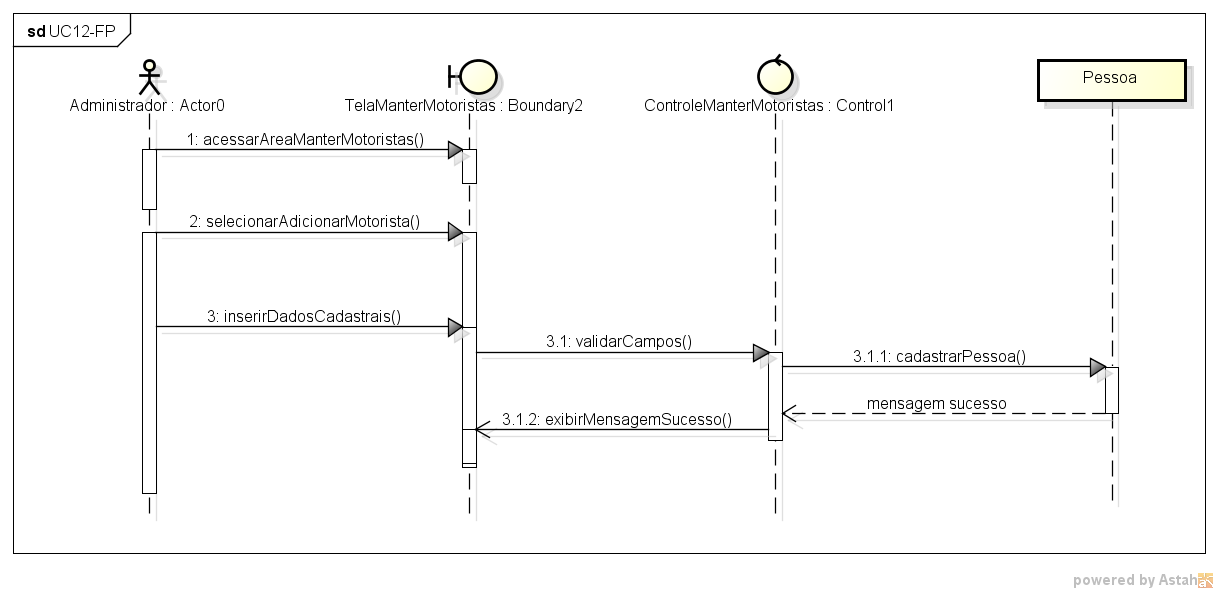 sd UC12-FP
Administrador : Actor0
TelaManterMotoristas : Boundary2
ControleManterMotoristas : Control1
Pessoa
1: acessarAreaManterMotoristas()
2: selecionarAdicionarMotorista()
3: inserirDadosCadastrais()
3.1: validarCampos()
3.1.1: cadastrarPessoa()
mensagem sucesso
3.1.2: exibirMensagemSucesso()
powered by Astah